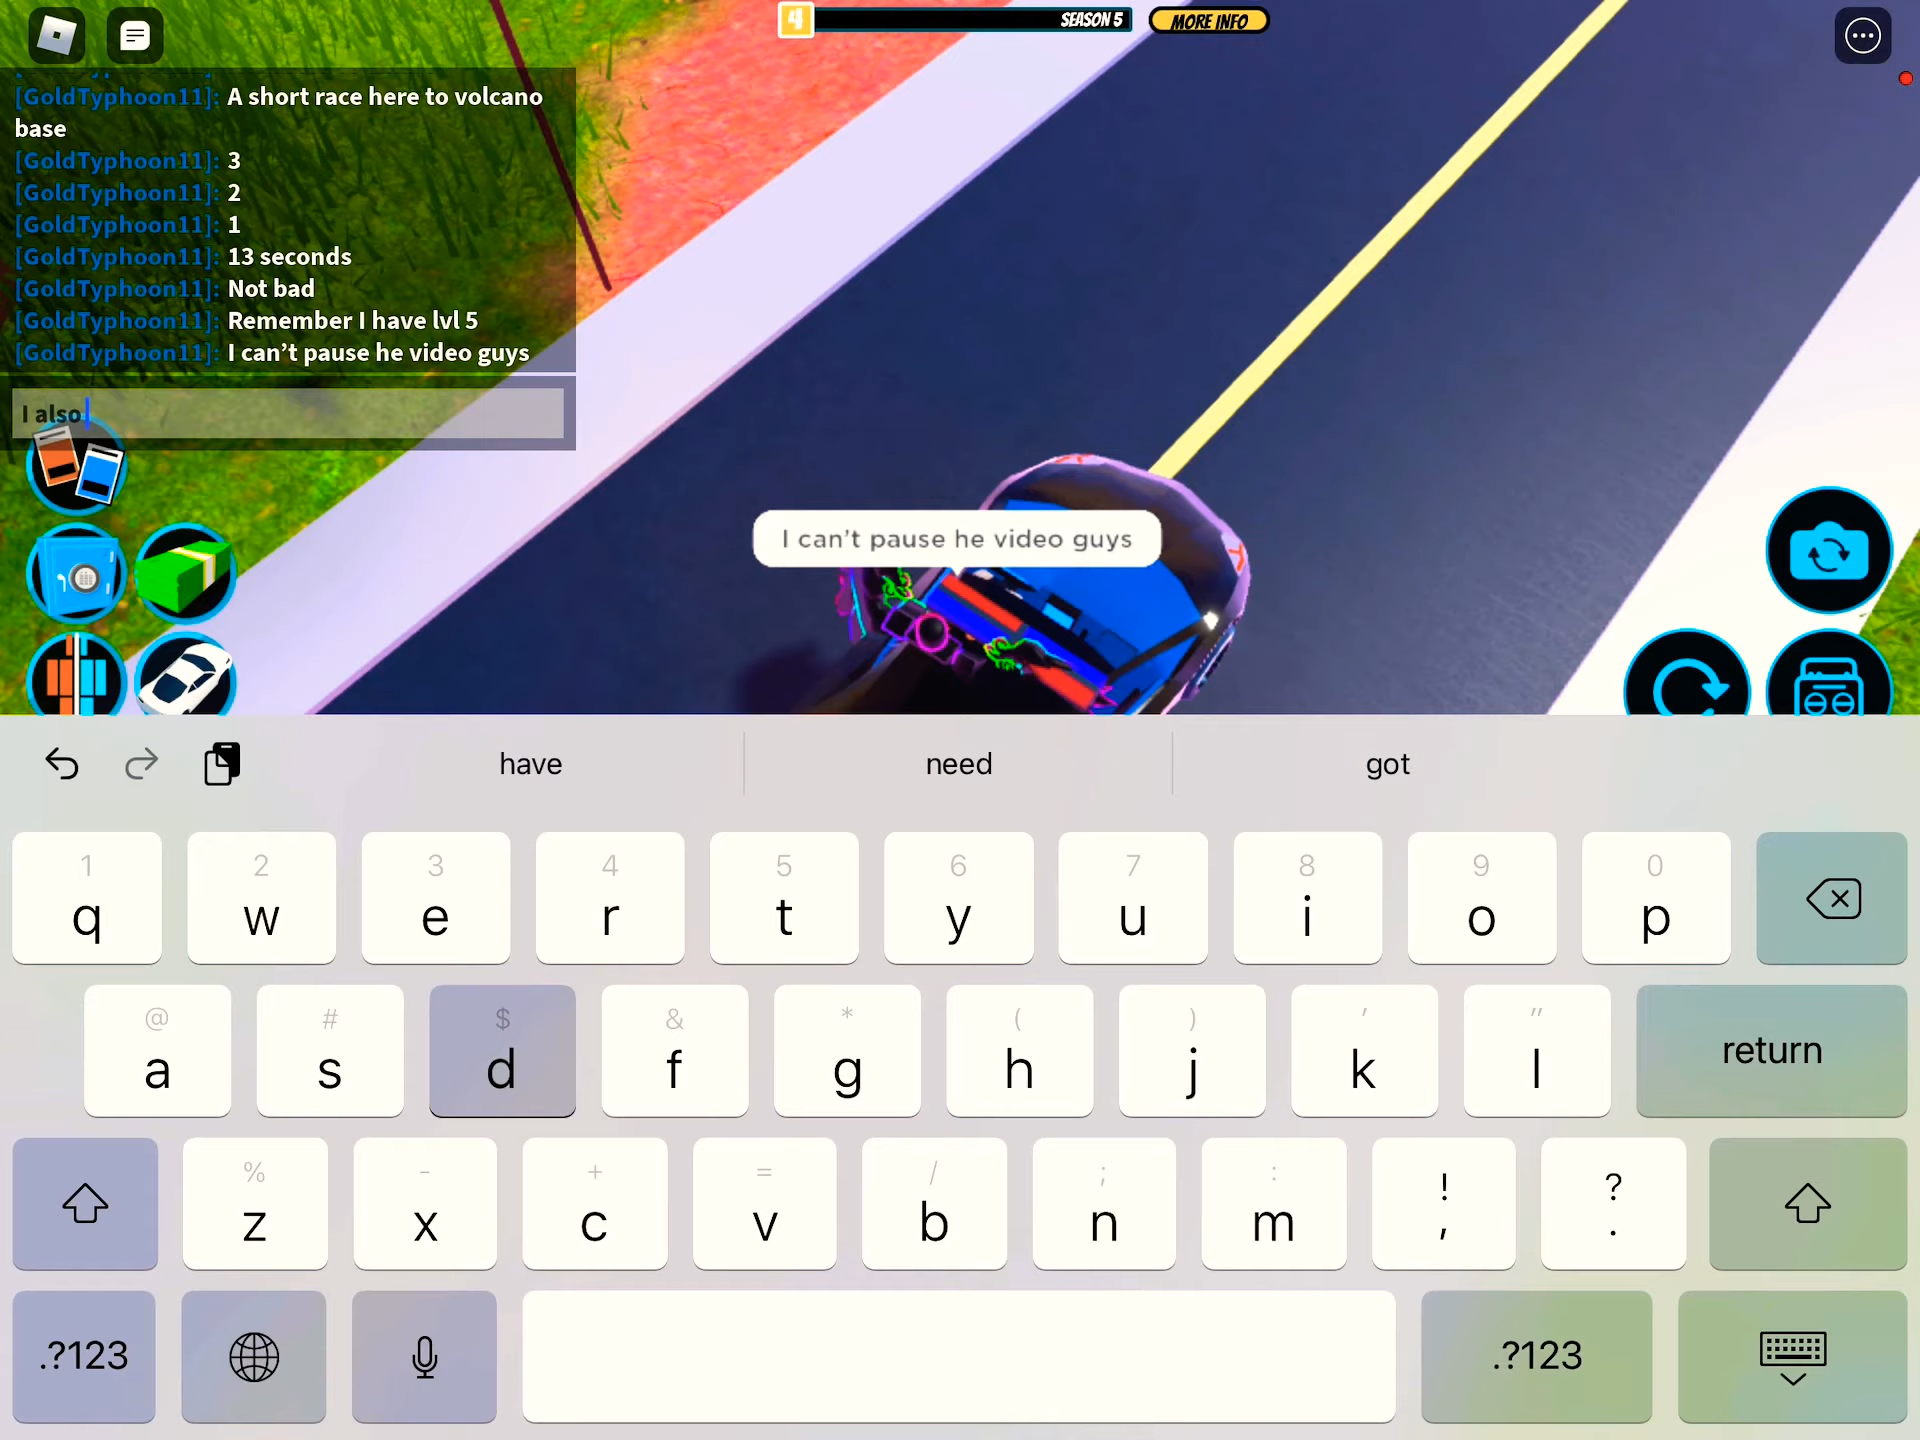 4 SEASON 5 MORE INFO
[GoldTyphoon11]: A short race here to volcano
base
[GoldTyphoon11]: 3
[GoldTyphoon11]: 2
[GoldTyphoon11]: 1
[GoldTyphoon11]: 13 seconds
[GoldTyphoon11]: Not bad
[GoldTyphoon11]: Remember I have lvl 5
[GoldTyphoon11]: I can’t pause he video guys
I also
I can’t pause he video guys
have need got
1 2 3 4 5 6 7 8 9 0
q w e r t y u i o p
@ # $ & * ( ) ' "
a s d f g h j k l return
% - + = / ; : ! ?
z x c v b n m , .
.?123 .?123